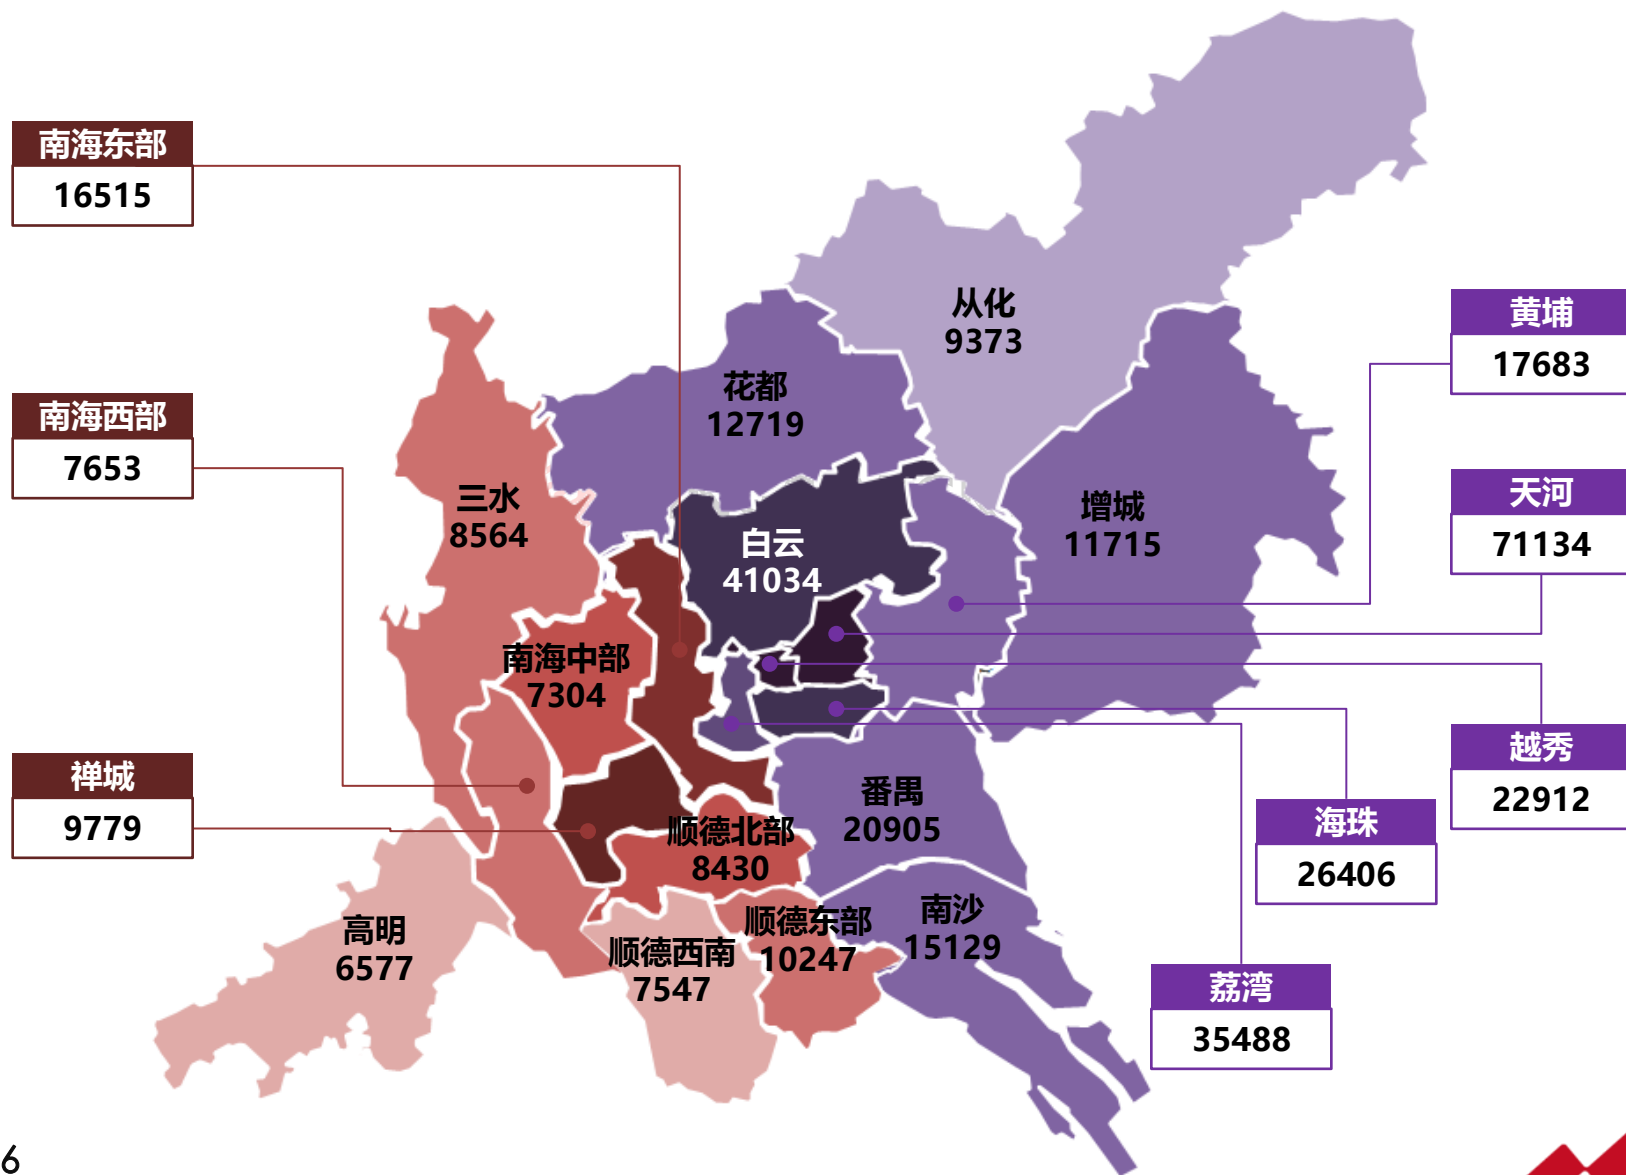 南海东部
16515
从化
9373
黄埔
17683
花都
12719
南海西部
7653
三水
8564
增城
11715
天河
71134
白云
41034
南海中部
7304
禅城
9779
越秀
22912
番禺
20905
海珠
26406
顺德北部
8430
高明
6577
顺德西南
7547
顺德东部
10247
南沙
15129
荔湾
35488
6